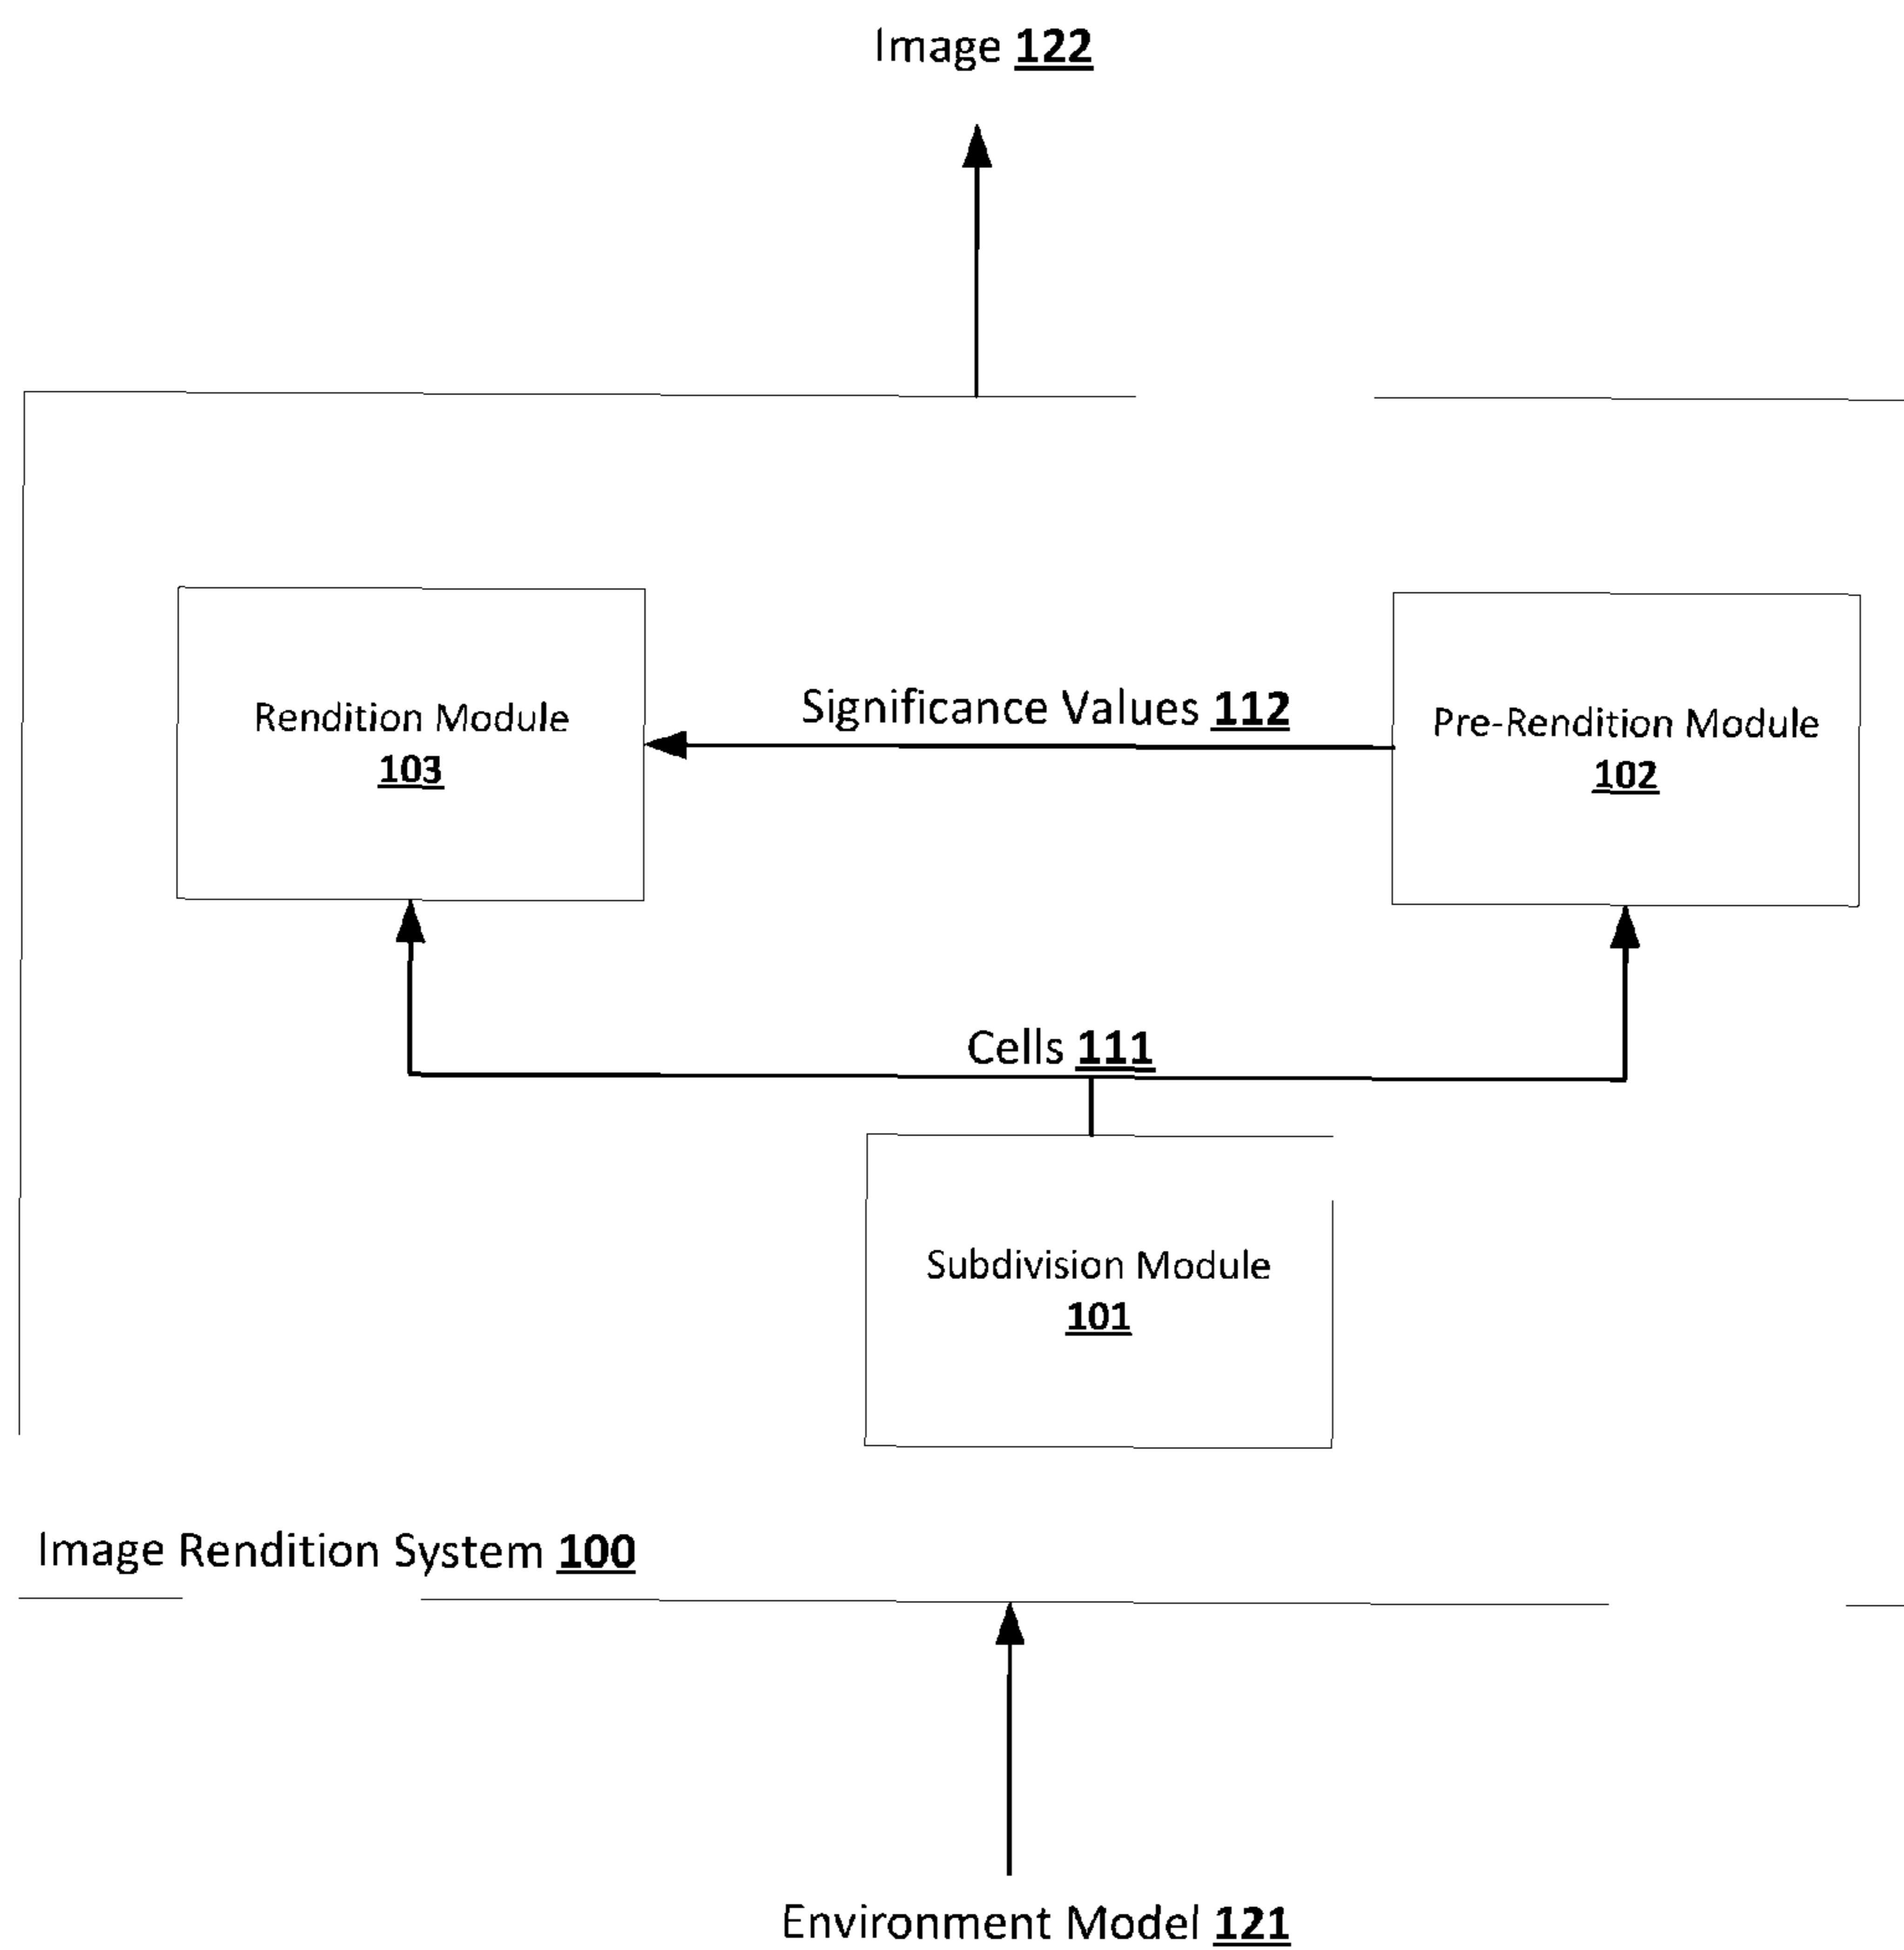 Image 122
Rendition Module
103
Significance Values 112
Pre-Rendition Module
102
Cells 111
Subdivision Module
101
Image Rendition System 100
Environment Model 121